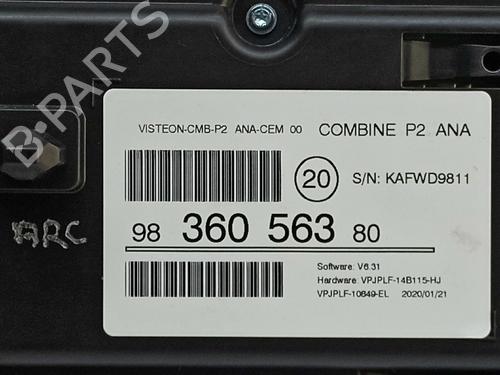 B-PARTS
VISTEON-CMB-P2 ANA-CEM 00 COMBINE P2 ANA
20 S/N: KAFWD9811
98 360 563 80
ARC
Software: V6.31
Hardware: VPJPLF-14B115-HJ
VPJPLF-10849-EL 2020/01/21